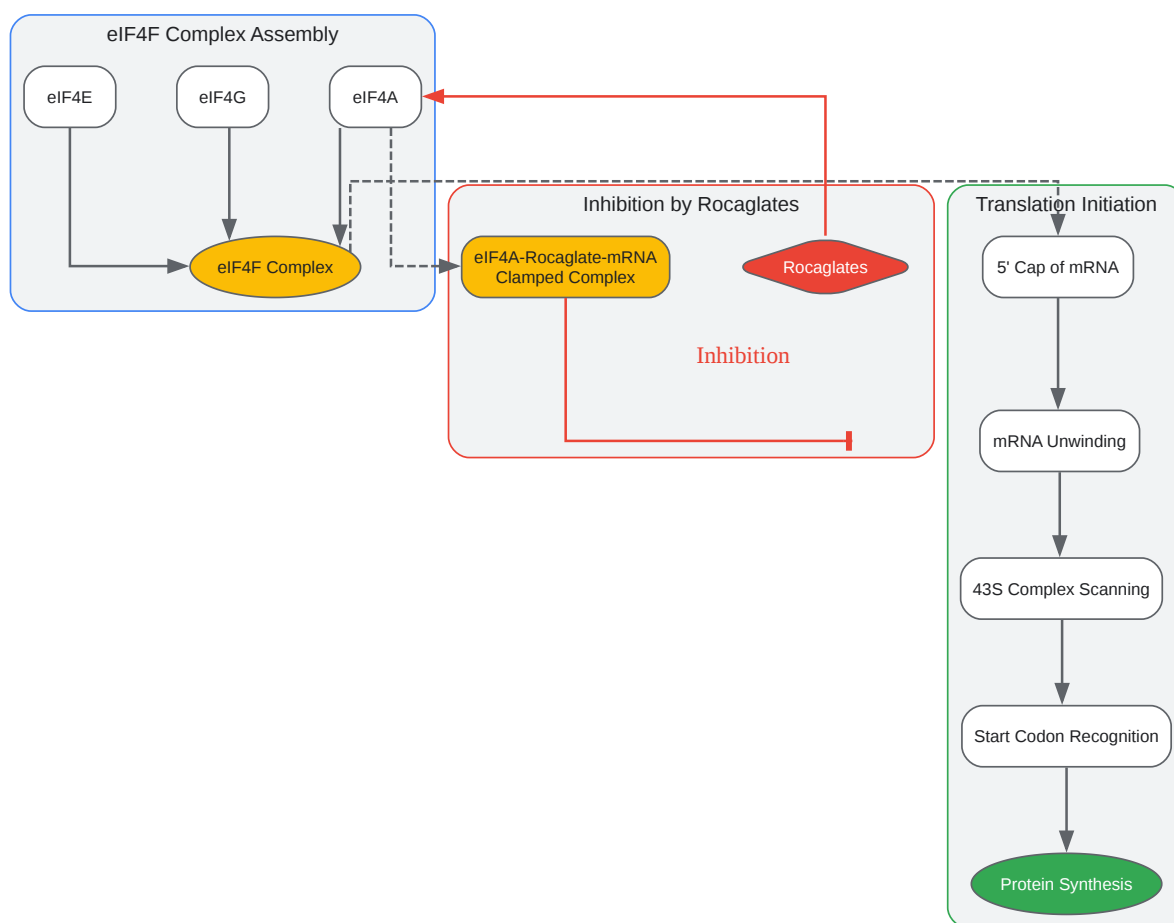 eIF4F Complex Assembly
eIF4E
eIF4G
eIF4A
eIF4F Complex
Inhibition by Rocaglates
eIF4A-Rocaglate-mRNA
Clamped Complex
Rocaglates
Inhibition
Translation Initiation
5' Cap of mRNA
mRNA Unwinding
43S Complex Scanning
Start Codon Recognition
Protein Synthesis